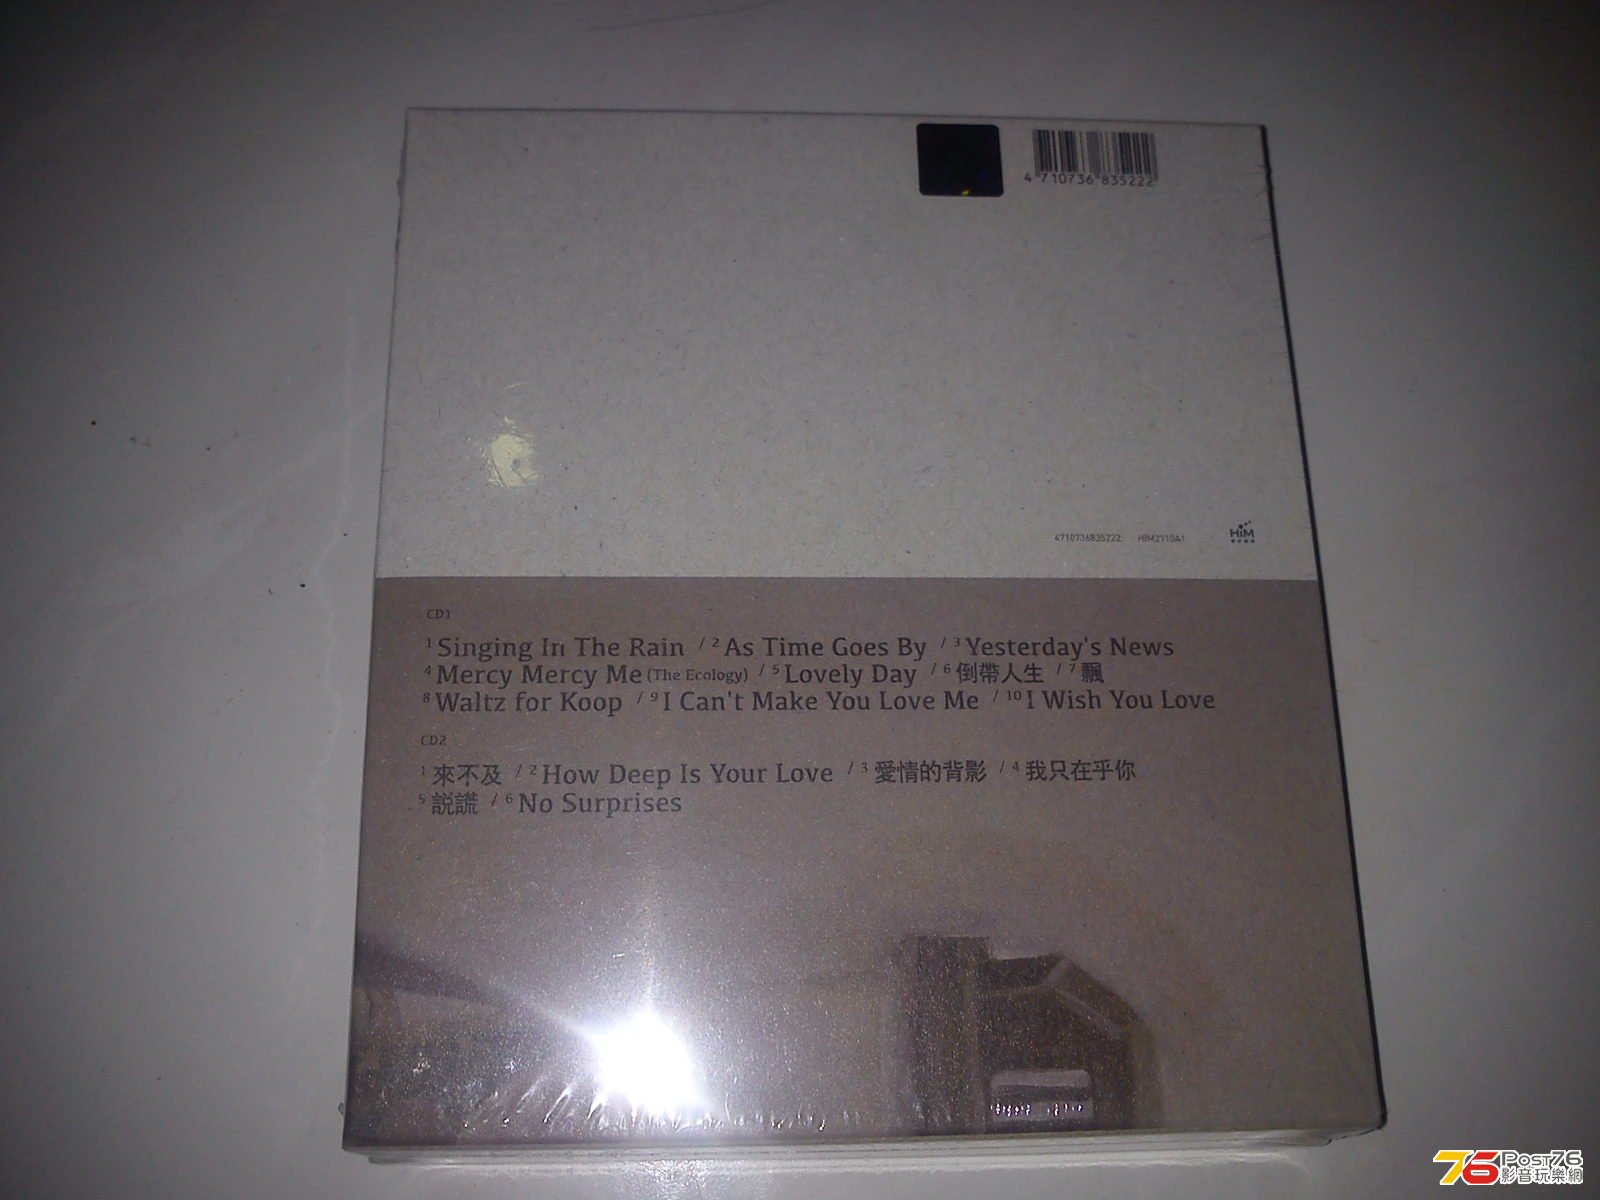 4 710736 835222
4710736835222 HIM2110A1 HIM
CD1
1 Singing In The Rain / 2 As Time Goes By / 3 Yesterday's News
4 Mercy Mercy Me (The Ecology) / 5 Lovely Day / 6 倒帶人生 / 7 飄
8 Waltz for Koop / 9 I Can't Make You Love Me / 10 I Wish You Love
CD2
1 來不及 / 2 How Deep Is Your Love / 3 愛情的背影 / 4 我只在乎你
5 說謊 / 6 No Surprises
76 Post76
影音玩樂網